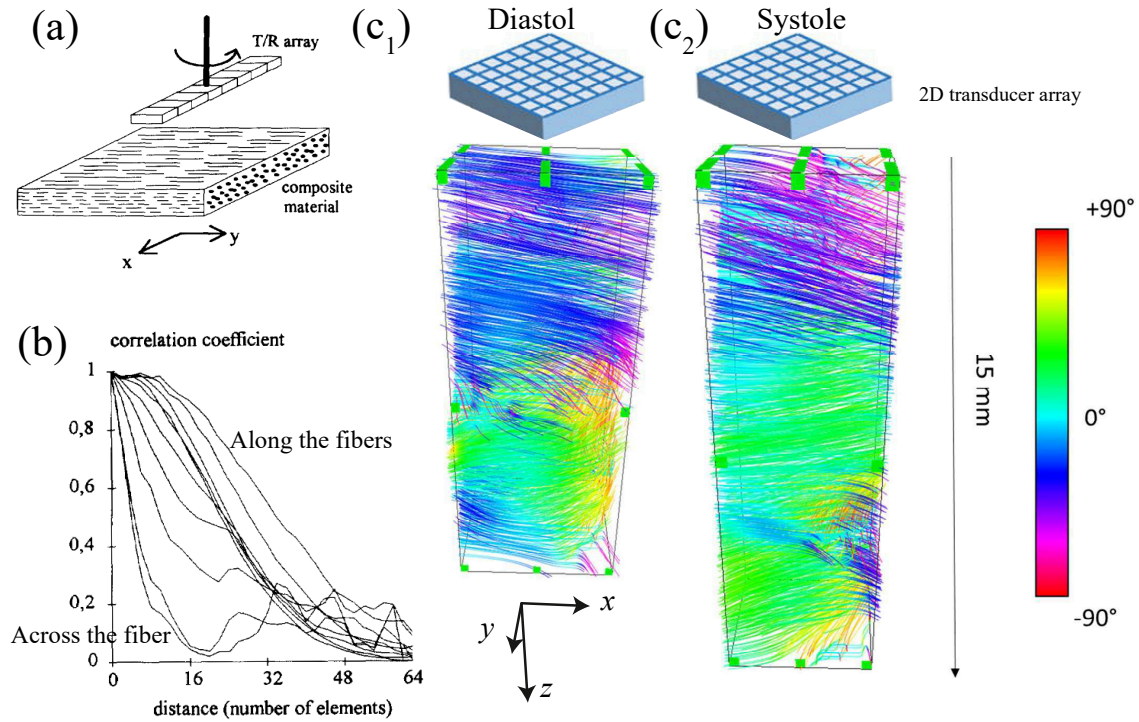 (a)
T/R array
composite
material
x
y
(b)
correlation coefficient
1
0,8
0,6
0,4
0,2
0
0
16
32
48
64
Along the fibers
Across the fiber
distance (number of elements)
(c1)
Diastol
(c2)
Systole
2D transducer array
x
y
z
15 mm
+90°
0°
-90°